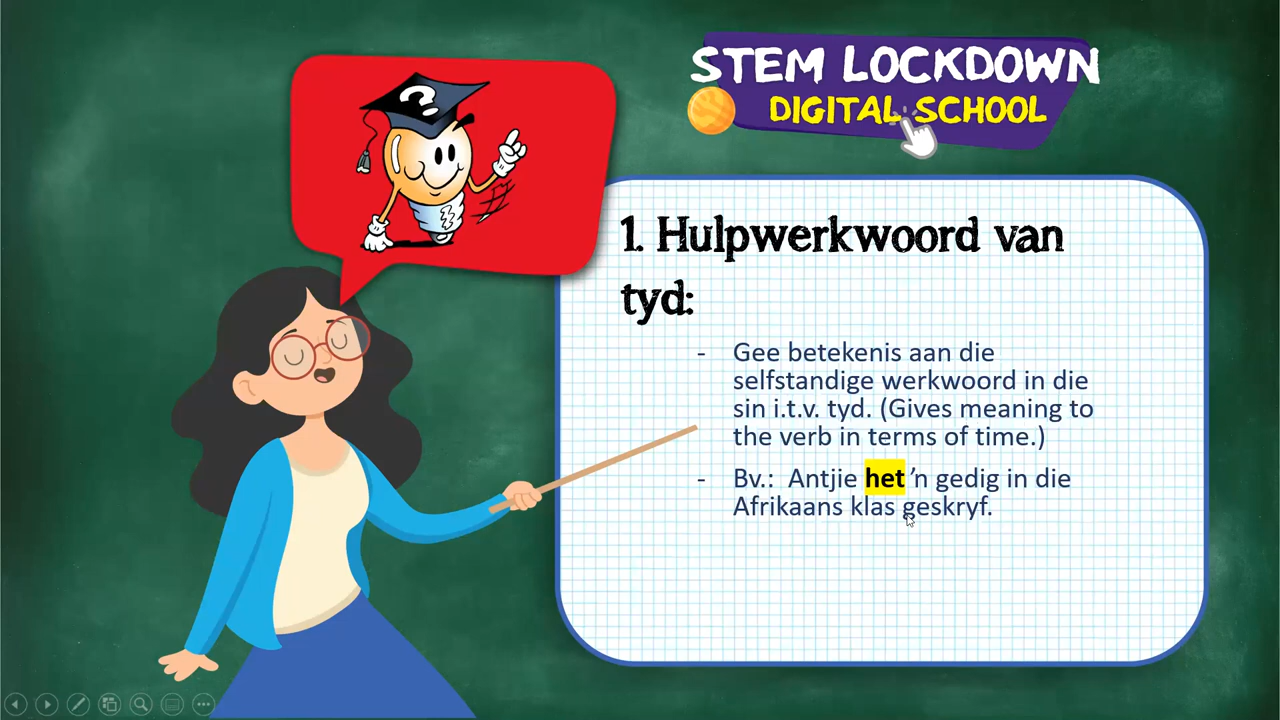 STEM LOCKDOWN
DIGITAL SCHOOL
?
1. Hulpwerkwoord van
tyd:
- Gee betekenis aan die
selfstandige werkwoord in die
sin i.t.v. tyd. (Gives meaning to
the verb in terms of time.)
- Bv.: Antjie het ’n gedig in die
Afrikaans klas geskryf.